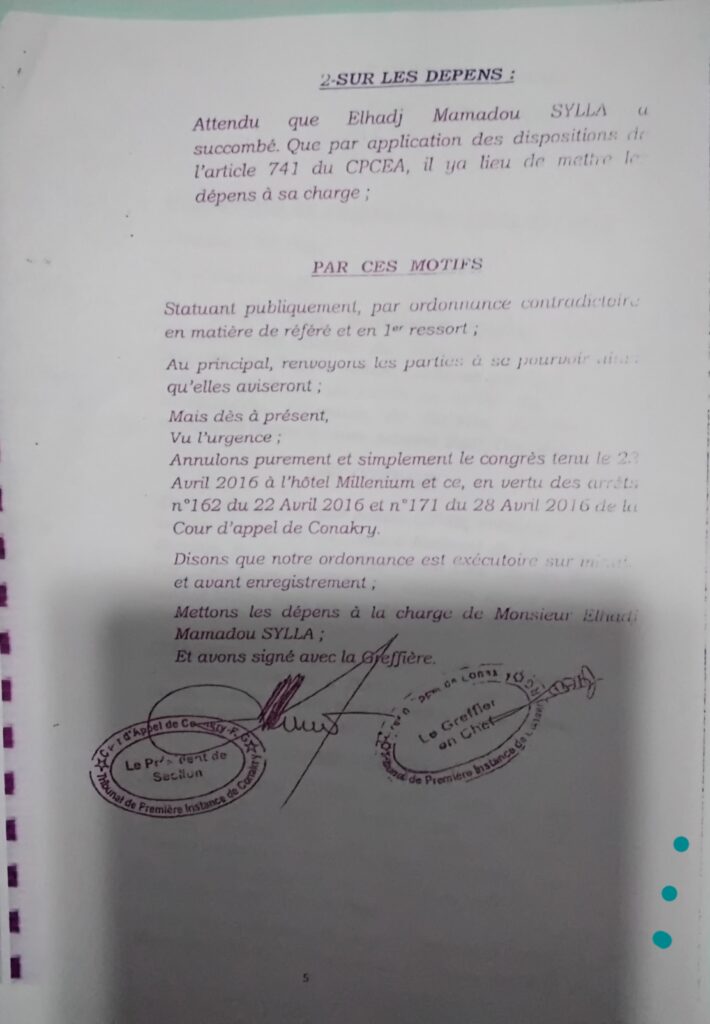 2-SUR LES DEPENS :
Attendu que Elhadj Mamadou SYLLA a
succombé. Que par application des dispositions de
l'article 741 du CPCEA, il ya lieu de mettre les
dépens à sa charge ;
PAR CES MOTIFS
Statuant publiquement, par ordonnance contradictoire
en matière de référé et en 1er ressort ;
Au principal, renvoyons les parties à se pourvoir
qu'elles aviseront ;
Mais dès à présent,
Vu l'urgence ;
Annulons purement et simplement le congrès tenu le
Avril 2016 à l'hôtel Millenium et ce, en vertu des arrêts
n°162 du 22 Avril 2016 et n°171 du 28 Avril 2016 de la
Cour d'appel de Conakry.
Disons que notre ordonnance est exécutoire sur
et avant enregistrement ;
Mettons les dépens à la charge de Monsieur Elhadj
Mamadou SYLLA ;
Et avons signé avec la Greffière.
d'Appel de
Le Président de
Section
Tribunal de Première Instance de Conakry
Le Greffier
en Chef
Tribunal de Première Instance de
5